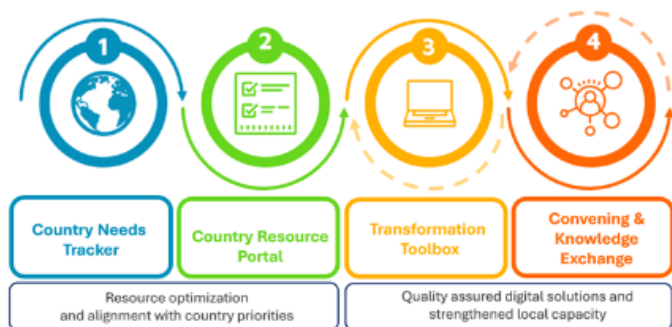 1
2
3
4
Country Needs
Tracker
Country Resource
Portal
Transformation
Toolbox
Convening &
Knowledge
Exchange
Resource optimization
and alignment with country priorities
Quality assured digital solutions and
strengthened local capacity